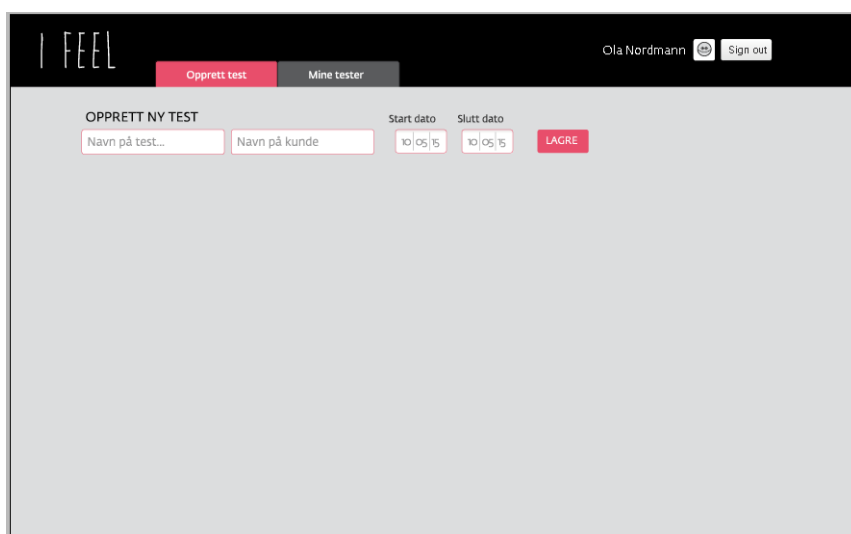 I FEEL
Ola Nordmann Sign out
Opprett test Mine tester
OPPRETT NY TEST Start dato Slutt dato
Navn på test... Navn på kunde 10 05 15 10 05 15 LAGRE